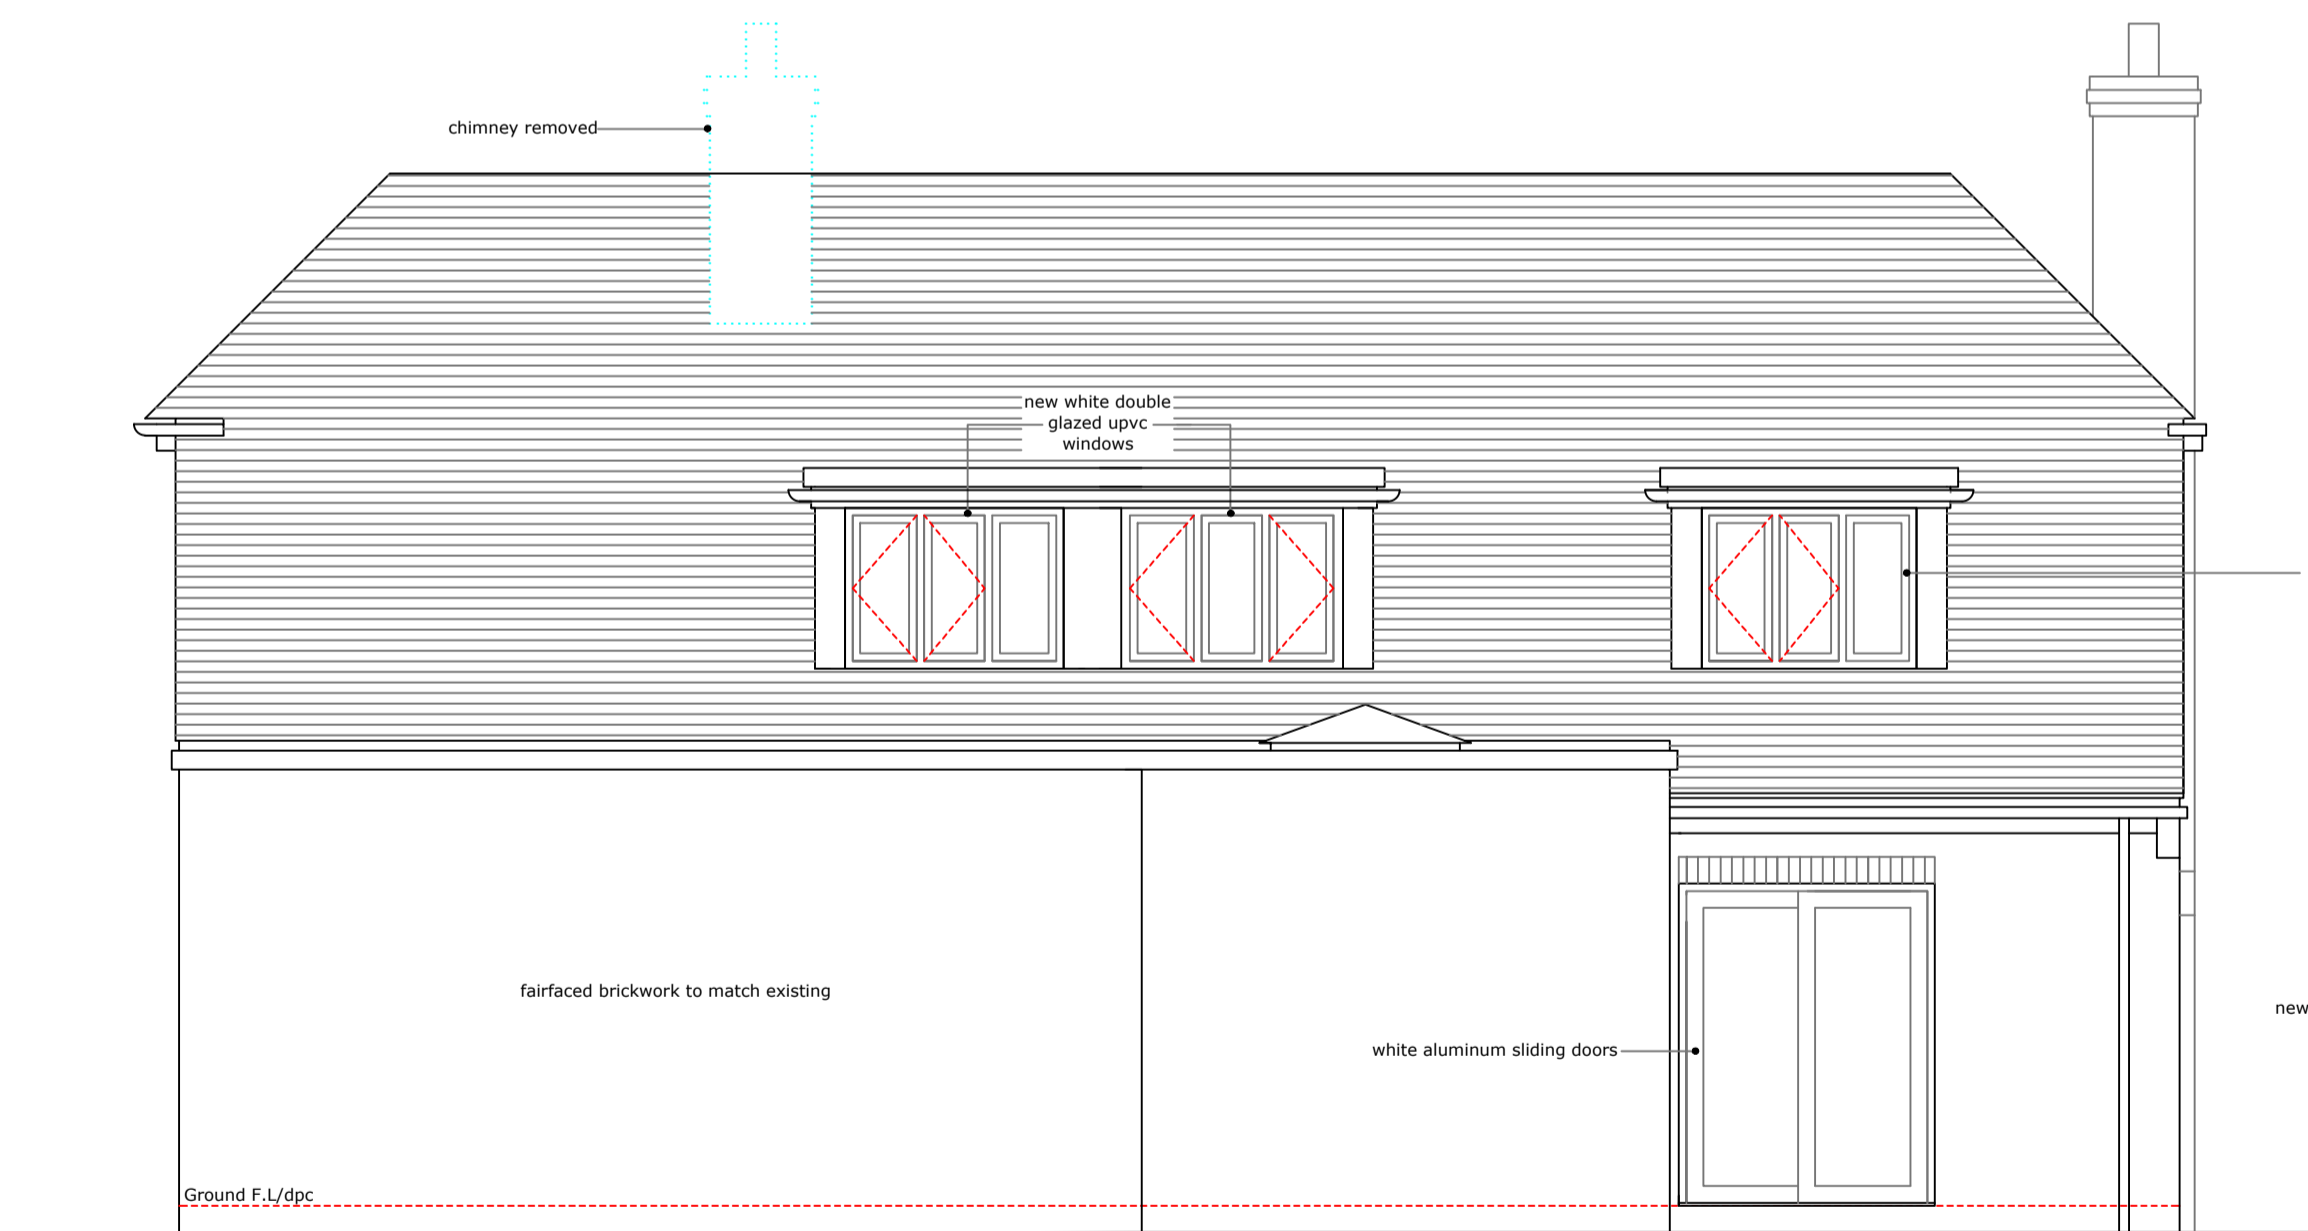 chimney removed
new white double
glazed upvc
windows
fairfaced brickwork to match existing
new
white aluminum sliding doors
Ground F.L/dpc